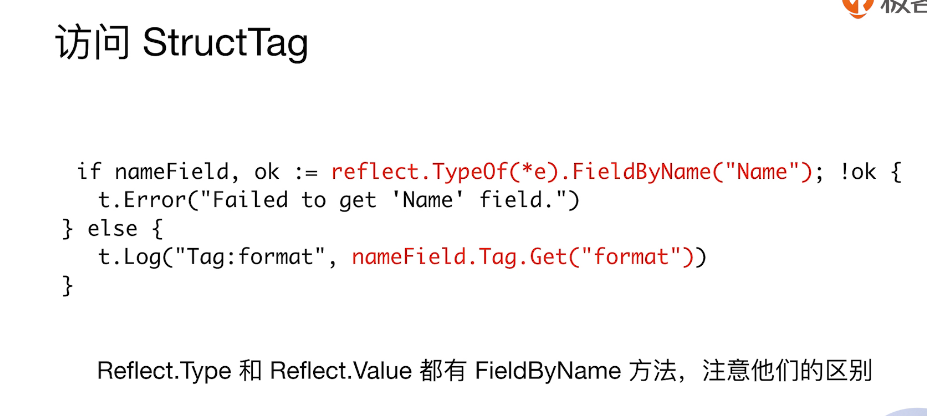 访问 StructTag
if nameField, ok := reflect.TypeOf(*e).FieldByName("Name"); !ok {
t.Error("Failed to get 'Name' field.")
} else {
t.Log("Tag:format", nameField.Tag.Get("format"))
}
Reflect.Type 和 Reflect.Value 都有 FieldByName 方法，注意他们的区别